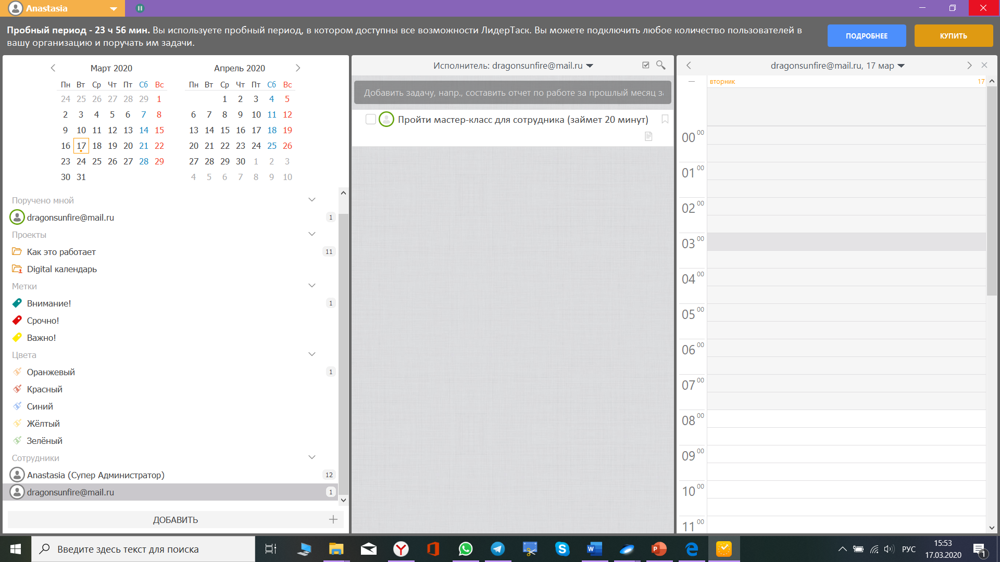 Anastasia
Пробный период - 23 ч 56 мин. Вы используете пробный период, в котором доступны все возможности ЛидерТаск. Вы можете подключить любое количество пользователей в
вашу организацию и поручать им задачи.
ПОДРОБНЕЕ
КУПИТЬ
Март 2020
Пн Вт Ср Чт Пт Сб Вс
24 25 26 27 28 29 1
2 3 4 5 6 7 8
9 10 11 12 13 14 15
16 17 18 19 20 21 22
23 24 25 26 27 28 29
30 31
Апрель 2020
Пн Вт Ср Чт Пт Сб Вс
1 2 3 4 5
6 7 8 9 10 11 12
13 14 15 16 17 18 19
20 21 22 23 24 25 26
27 28 29 30 1 2 3
4 5 6 7 8 9 10
Поручено мной
dragonsunfire@mail.ru 1
Проекты
Как это работает 11
Digital календарь
Метки
Внимание! 1
Срочно!
Важно!
Цвета
Оранжевый 1
Красный
Синий
Жёлтый
Зелёный
Сотрудники
Anastasia (Супер Администратор) 12
dragonsunfire@mail.ru 1
ДОБАВИТЬ
Исполнитель: dragonsunfire@mail.ru
Добавить задачу, напр., составить отчет по работе за прошлый месяц
Пройти мастер-класс для сотрудника (займет 20 минут)
dragonsunfire@mail.ru, 17 мар
вторник 17
00 00
01 00
02 00
03 00
04 00
05 00
06 00
07 00
08 00
09 00
10 00
11 00
Введите здесь текст для поиска
РУС
15:53
17.03.2020
1